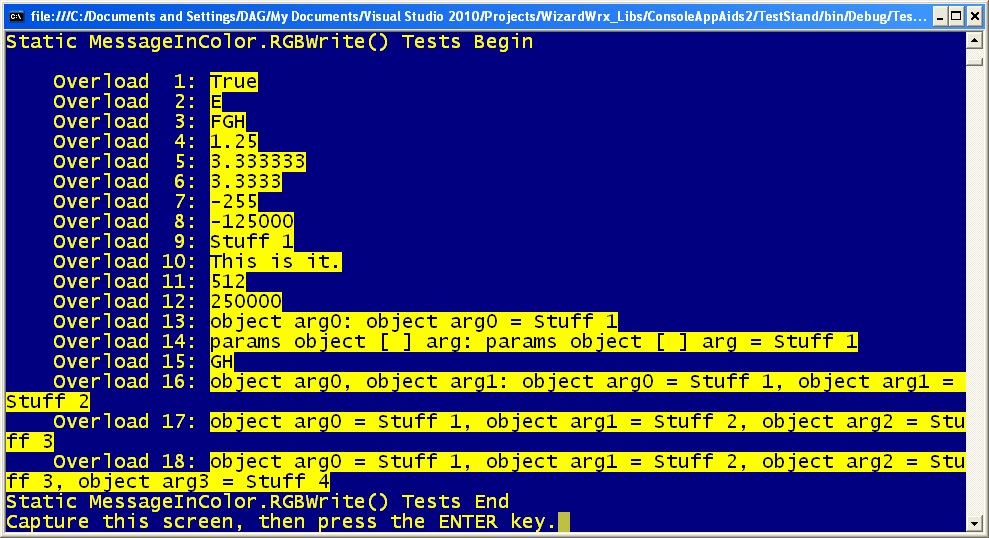 file:///C:/Documents and Settings/DAG/My Documents/Visual Studio 2010/Projects/WizardWrx_Libs/ConsoleAppAids2/TestStand/bin/Debug/Tes...
Static MessageInColor.RGBWrite() Tests Begin
Overload  1: True
Overload  2: E
Overload  3: FGH
Overload  4: 1.25
Overload  5: 3.333333
Overload  6: 3.3333
Overload  7: -255
Overload  8: -125000
Overload  9: Stuff 1
Overload 10: This is it.
Overload 11: 512
Overload 12: 250000
Overload 13: object arg0: object arg0 = Stuff 1
Overload 14: params object [ ] arg: params object [ ] arg = Stuff 1
Overload 15: GH
Overload 16: object arg0, object arg1: object arg0 = Stuff 1, object arg1 =
Stuff 2
Overload 17: object arg0 = Stuff 1, object arg1 = Stuff 2, object arg2 = Stu
ff 3
Overload 18: object arg0 = Stuff 1, object arg1 = Stuff 2, object arg2 = Stu
ff 3, object arg3 = Stuff 4
Static MessageInColor.RGBWrite() Tests End
Capture this screen, then press the ENTER key.